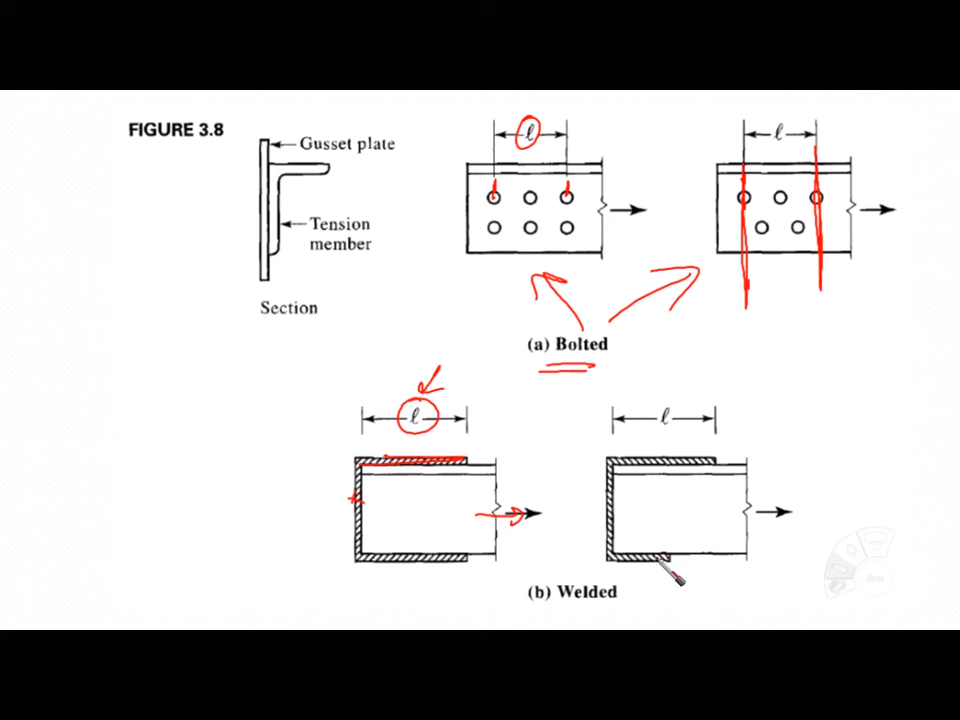 FIGURE 3.8
Gusset plate
Tension
member
Section
ℓ
ℓ
(a) Bolted
ℓ
ℓ
(b) Welded